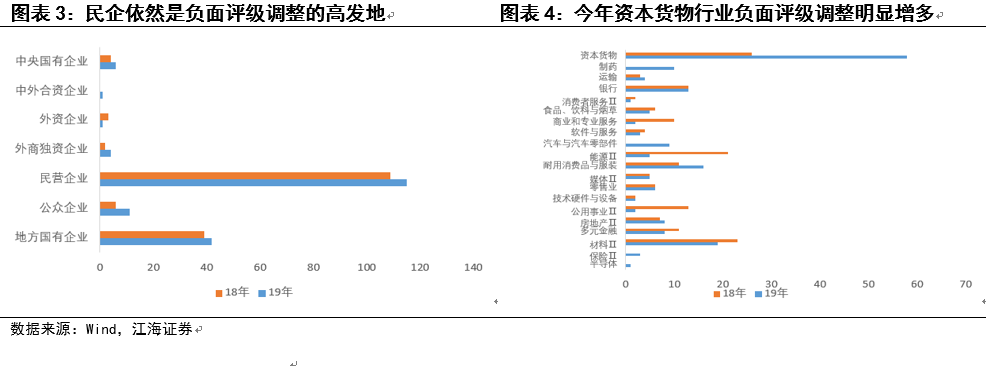 图表 3：民企依然是负面评级调整的高发地
中央国有企业
中外合资企业
外资企业
外商独资企业
民营企业
公众企业
地方国有企业
0 20 40 60 80 100 120 140
18年 19年
图表 4：今年资本货物行业负面评级调整明显增多
资本货物
制药
运输
银行
消费者服务Ⅱ
食品、饮料与烟草
商业和专业服务
软件与服务
汽车与汽车零部件
能源Ⅱ
耐用消费品与服装
媒体Ⅱ
零售业
技术硬件与设备
公用事业Ⅱ
房地产Ⅱ
多元金融
材料Ⅱ
保险Ⅱ
半导体
0 10 20 30 40 50 60 70
18年 19年
数据来源：Wind，江海证券